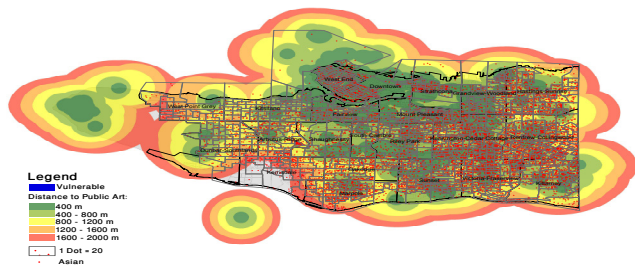 West End
Downtown
Strathcona
Grandview Woodland
Hastings Sunrise
West Point Grey
Kitsilano
Fairview
Mount Pleasant
Dunbar Southlands
Arbutus Ridge
Shaughnessy
South Cambie
Riley Park
Kensington Cedar Cottage
Renfrew Collingwood
Kerrisdale
Oakridge
Marpole
Sunset
Victoria Fraserview
Killarney
Legend
Vulnerable
Distance to Public Art:
400 m
400 - 800 m
800 - 1200 m
1200 - 1600 m
1600 - 2000 m
1 Dot = 20
Asian